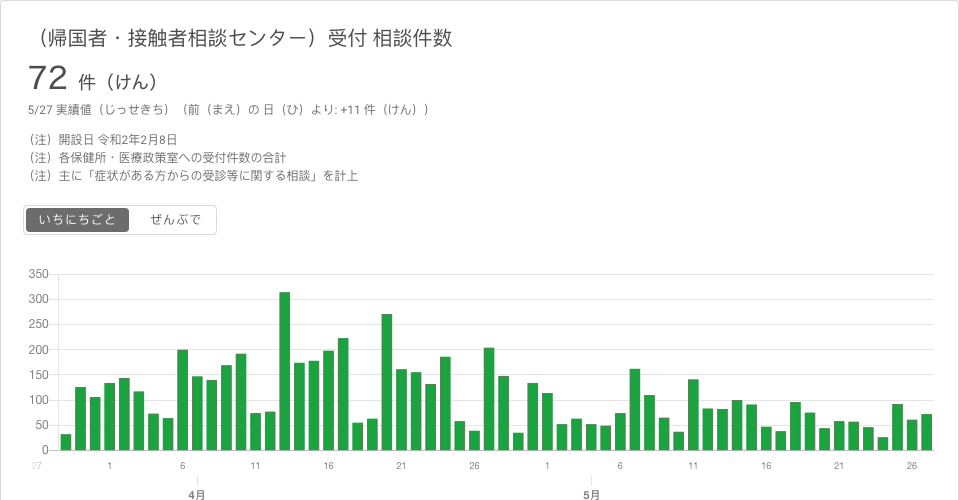 （帰国者・接触者相談センター）受付 相談件数
72 件（けん）
5/27 実績値（じっせきち）（前（まえ）の 日（ひ）より: +11 件（けん））
（注）開設日 令和2年2月8日
（注）各保健所・医療政策室への受付件数の合計
（注）主に「症状がある方からの受診等に関する相談」を計上
いちにちごと ぜんぶで
350
300
250
200
150
100
50
0
27 1 6 11 16 21 26 1 6 11 16 21 26
4月 5月